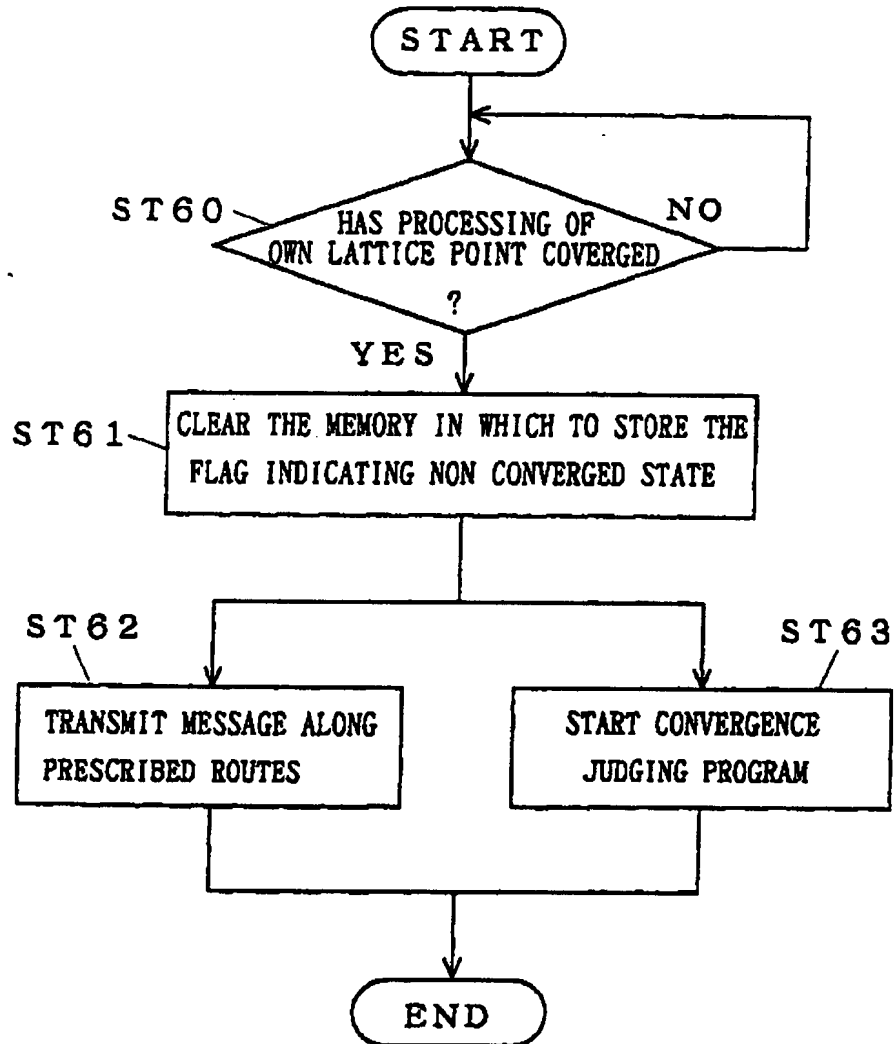 START
ST60
HAS PROCESSING OF
OWN LATTICE POINT COVERGED
?
NO
YES
ST61
CLEAR THE MEMORY IN WHICH TO STORE THE
FLAG INDICATING NON CONVERGED STATE
ST62
ST63
TRANSMIT MESSAGE ALONG
PRESCRIBED ROUTES
START CONVERGENCE
JUDGING PROGRAM
END